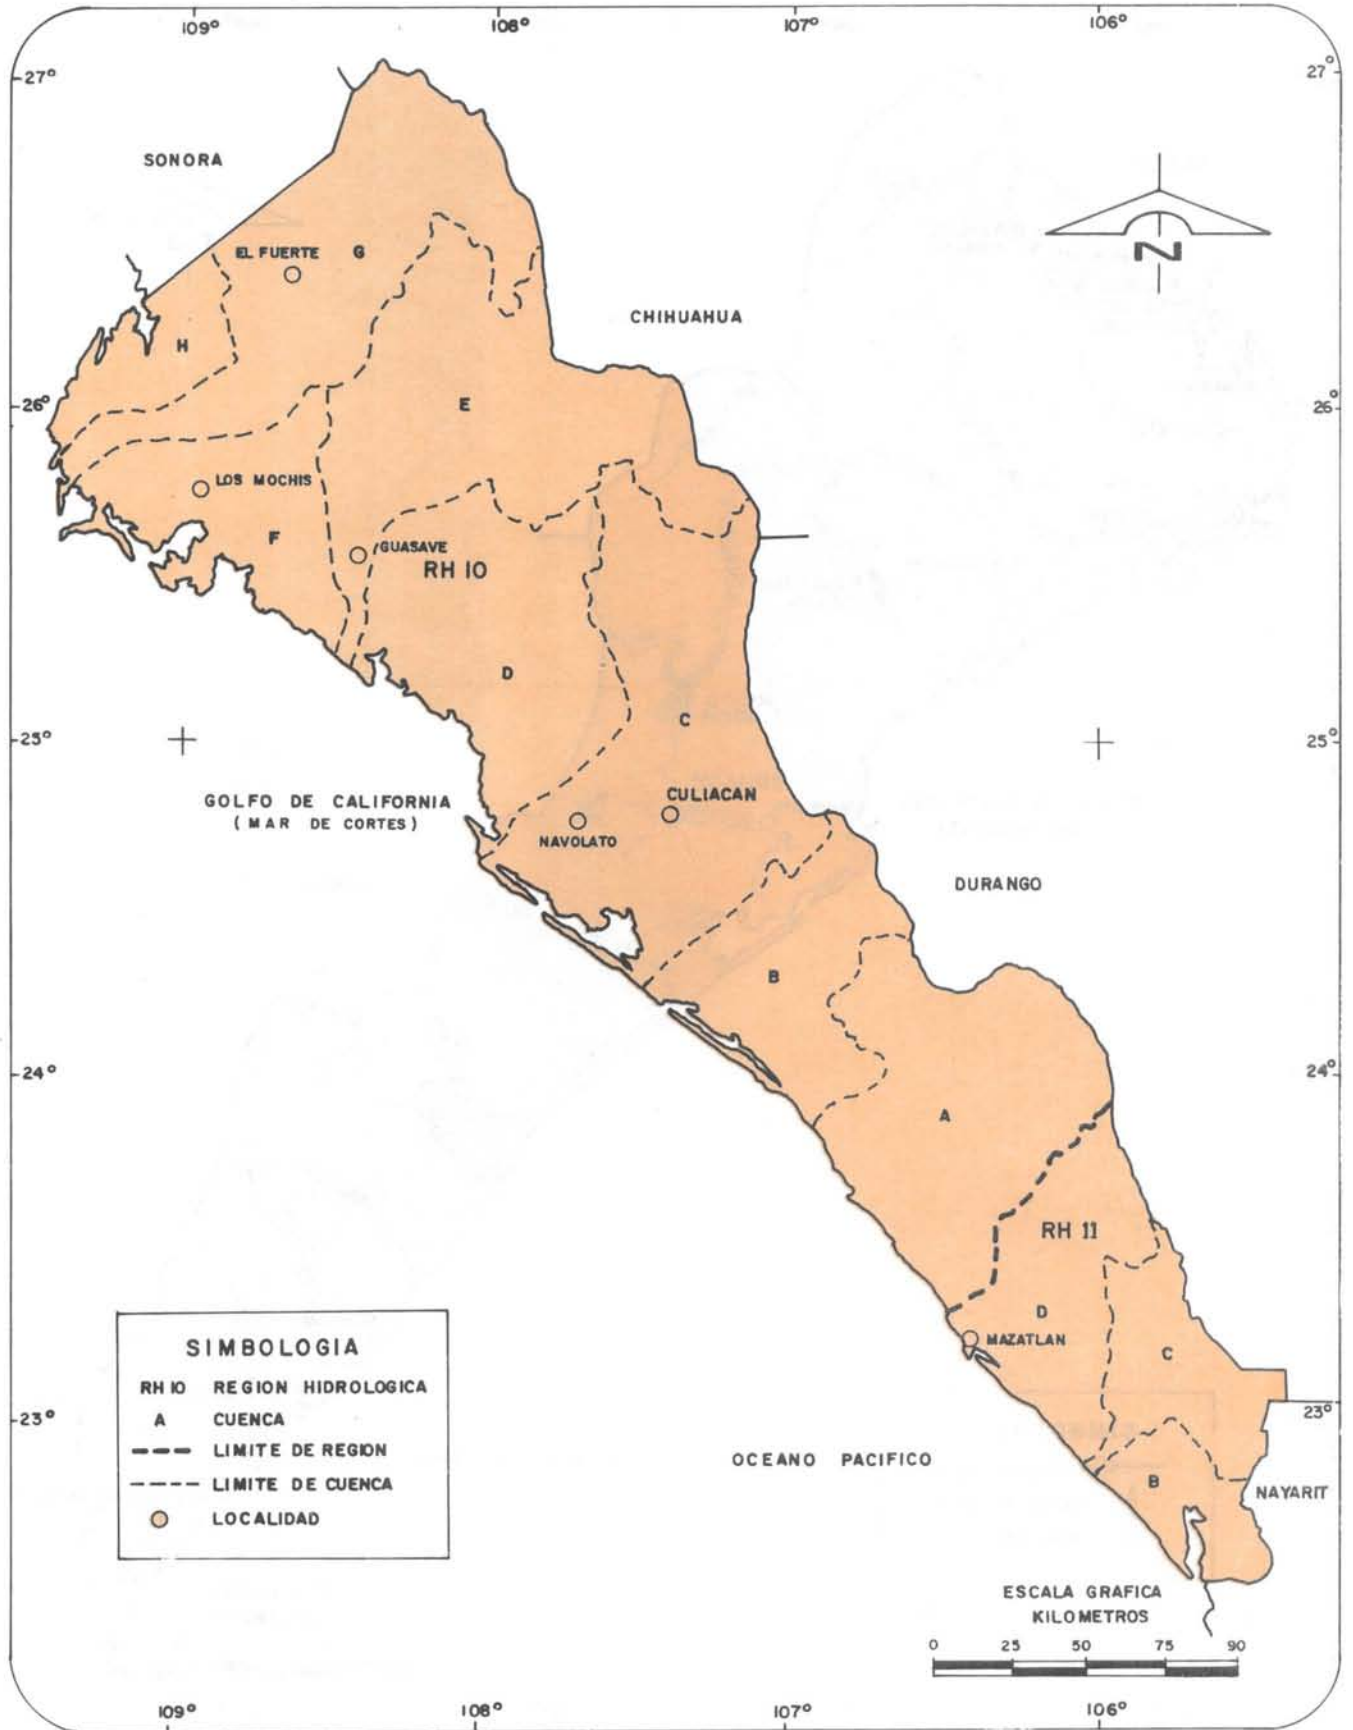 109° 108° 107° 106°
27° 27°
SONORA
N
EL FUERTE G
CHIHUAHUA
H
26° E 26°
LOS MOCHIS
F
GUASAVE
RH 10
D
C
25° 25°
GOLFO DE CALIFORNIA
(MAR DE CORTES)
CULIACAN
NAVOLATO
DURANGO
B
24° 24°
A
RH 11
D
MAZATLAN
C
23° 23°
OCEANO PACIFICO
B
NAYARIT
SIMBOLOGIA
RH 10 REGION HIDROLOGICA
A CUENCA
LIMITE DE REGION
LIMITE DE CUENCA
LOCALIDAD
ESCALA GRAFICA
KILOMETROS
0 25 50 75 90
109° 108° 107° 106°